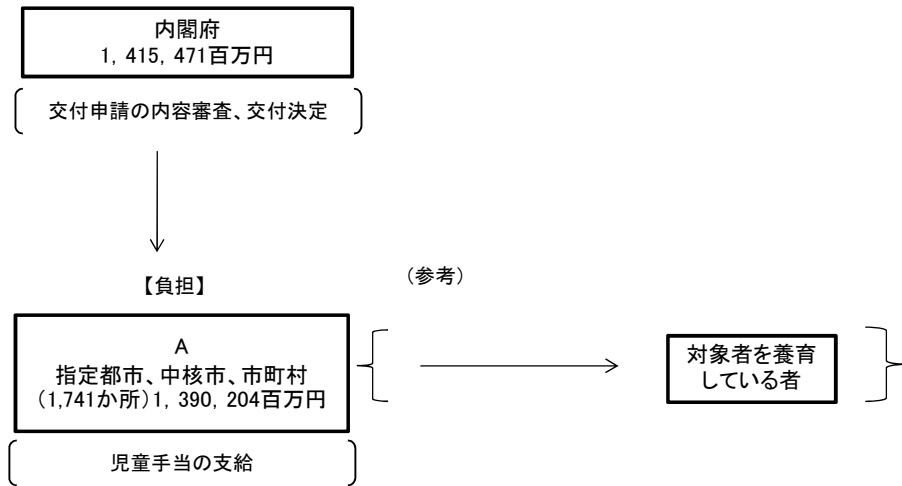 内閣府
1,415,471百万円
交付申請の内容審査、交付決定
【負担】
(参考)
A
指定都市、中核市、市町村
(1,741か所)1,390,204百万円
児童手当の支給
対象者を養育
している者